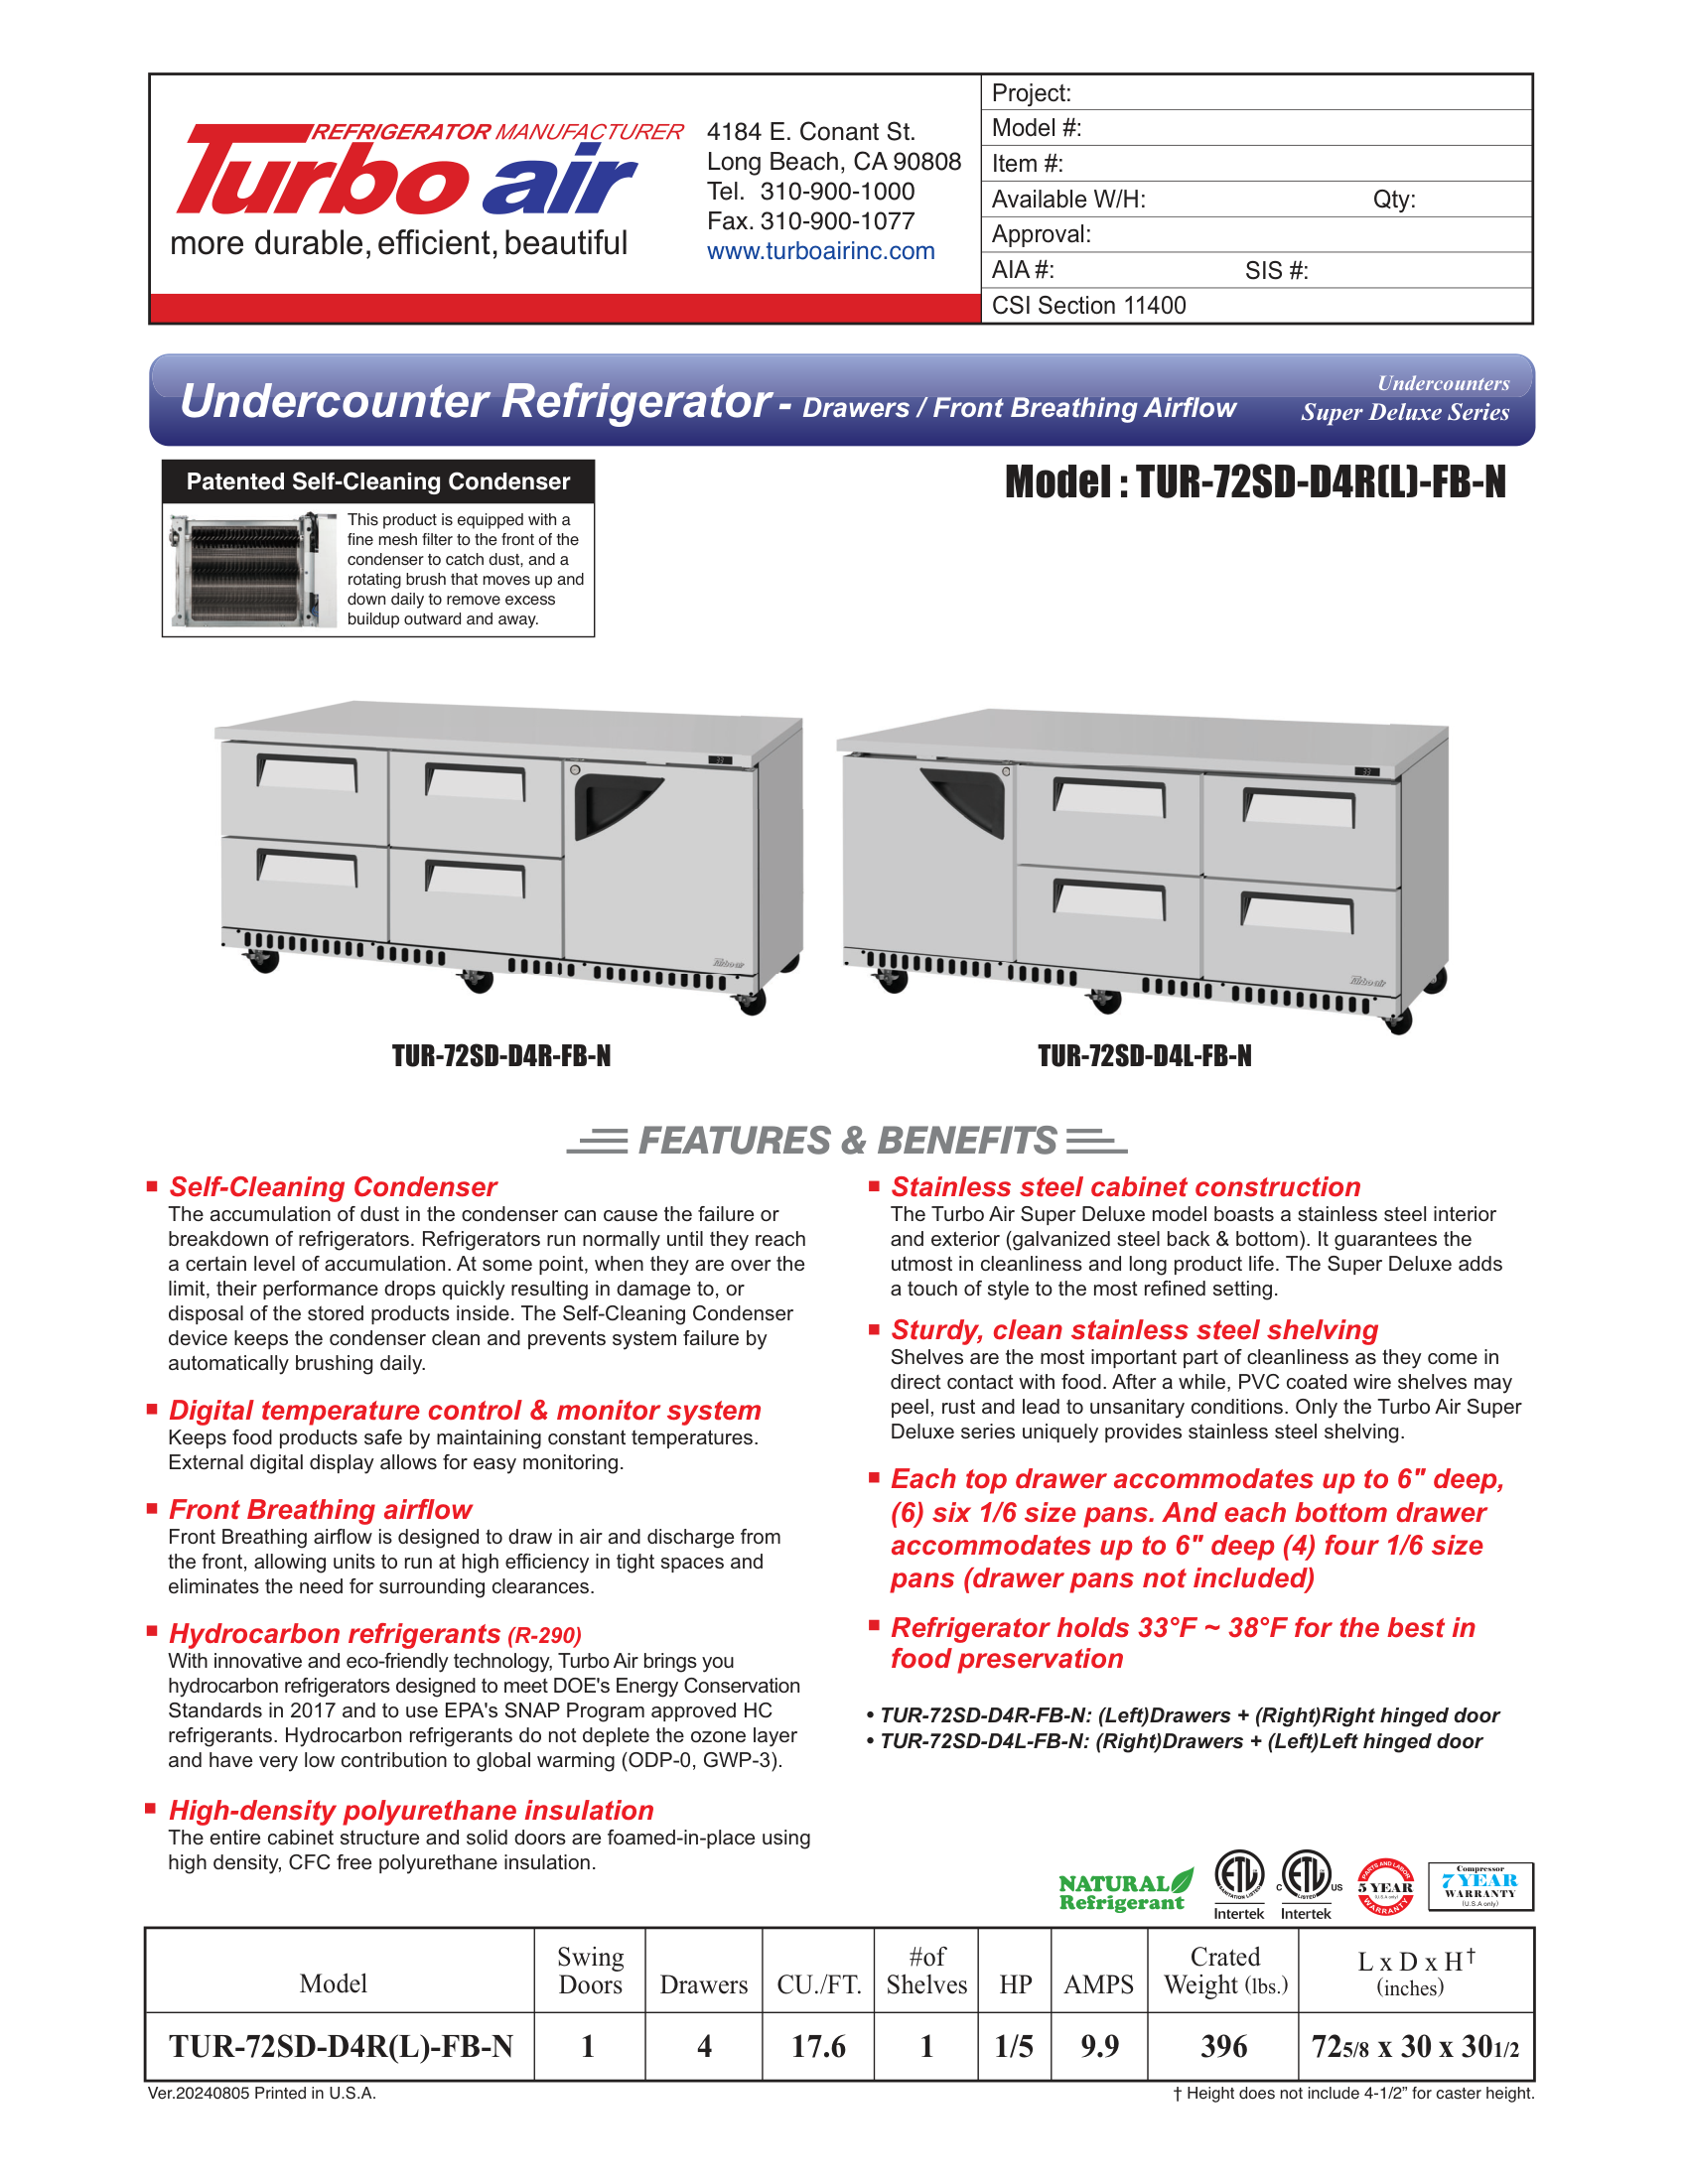 REFRIGERATOR MANUFACTURER
Turbo air
more durable, efficient, beautiful
4184 E. Conant St.
Long Beach, CA 90808
Tel. 310-900-1000
Fax. 310-900-1077
www.turboairinc.com
Project:
Model #:
Item #:
Available W/H: Qty:
Approval:
AIA #: SIS #:
CSI Section 11400
Undercounter Refrigerator - Drawers / Front Breathing Airflow
Undercounters
Super Deluxe Series
Patented Self-Cleaning Condenser
This product is equipped with a
fine mesh filter to the front of the
condenser to catch dust, and a
rotating brush that moves up and
down daily to remove excess
buildup outward and away.
Model : TUR-72SD-D4R(L)-FB-N
33
33
Turbo air
Turbo air
TUR-72SD-D4R-FB-N
TUR-72SD-D4L-FB-N
FEATURES & BENEFITS
Self-Cleaning Condenser
The accumulation of dust in the condenser can cause the failure or
breakdown of refrigerators. Refrigerators run normally until they reach
a certain level of accumulation. At some point, when they are over the
limit, their performance drops quickly resulting in damage to, or
disposal of the stored products inside. The Self-Cleaning Condenser
device keeps the condenser clean and prevents system failure by
automatically brushing daily.
Digital temperature control & monitor system
Keeps food products safe by maintaining constant temperatures.
External digital display allows for easy monitoring.
Front Breathing airflow
Front Breathing airflow is designed to draw in air and discharge from
the front, allowing units to run at high efficiency in tight spaces and
eliminates the need for surrounding clearances.
Hydrocarbon refrigerants (R-290)
With innovative and eco-friendly technology, Turbo Air brings you
hydrocarbon refrigerators designed to meet DOE's Energy Conservation
Standards in 2017 and to use EPA's SNAP Program approved HC
refrigerants. Hydrocarbon refrigerants do not deplete the ozone layer
and have very low contribution to global warming (ODP-0, GWP-3).
High-density polyurethane insulation
The entire cabinet structure and solid doors are foamed-in-place using
high density, CFC free polyurethane insulation.
Stainless steel cabinet construction
The Turbo Air Super Deluxe model boasts a stainless steel interior
and exterior (galvanized steel back & bottom). It guarantees the
utmost in cleanliness and long product life. The Super Deluxe adds
a touch of style to the most refined setting.
Sturdy, clean stainless steel shelving
Shelves are the most important part of cleanliness as they come in
direct contact with food. After a while, PVC coated wire shelves may
peel, rust and lead to unsanitary conditions. Only the Turbo Air Super
Deluxe series uniquely provides stainless steel shelving.
Each top drawer accommodates up to 6" deep,
(6) six 1/6 size pans. And each bottom drawer
accommodates up to 6" deep (4) four 1/6 size
pans (drawer pans not included)
Refrigerator holds 33°F ~ 38°F for the best in
food preservation
• TUR-72SD-D4R-FB-N: (Left)Drawers + (Right)Right hinged door
• TUR-72SD-D4L-FB-N: (Right)Drawers + (Left)Left hinged door
NATURAL
Refrigerant
ETL
SANITATION LISTED
Intertek
C ETL US
LISTED
Intertek
PARTS AND LABOR
5 YEAR
(U.S.A only)
WARRANTY
Compressor
7 YEAR
WARRANTY
(U.S.A only)
Model Swing Doors Drawers CU./FT. #of Shelves HP AMPS Crated Weight (lbs.) L x D x H† (inches)
TUR-72SD-D4R(L)-FB-N 1 4 17.6 1 1/5 9.9 396 725/8 x 30 x 301/2
Ver.20240805 Printed in U.S.A.
† Height does not include 4-1/2” for caster height.